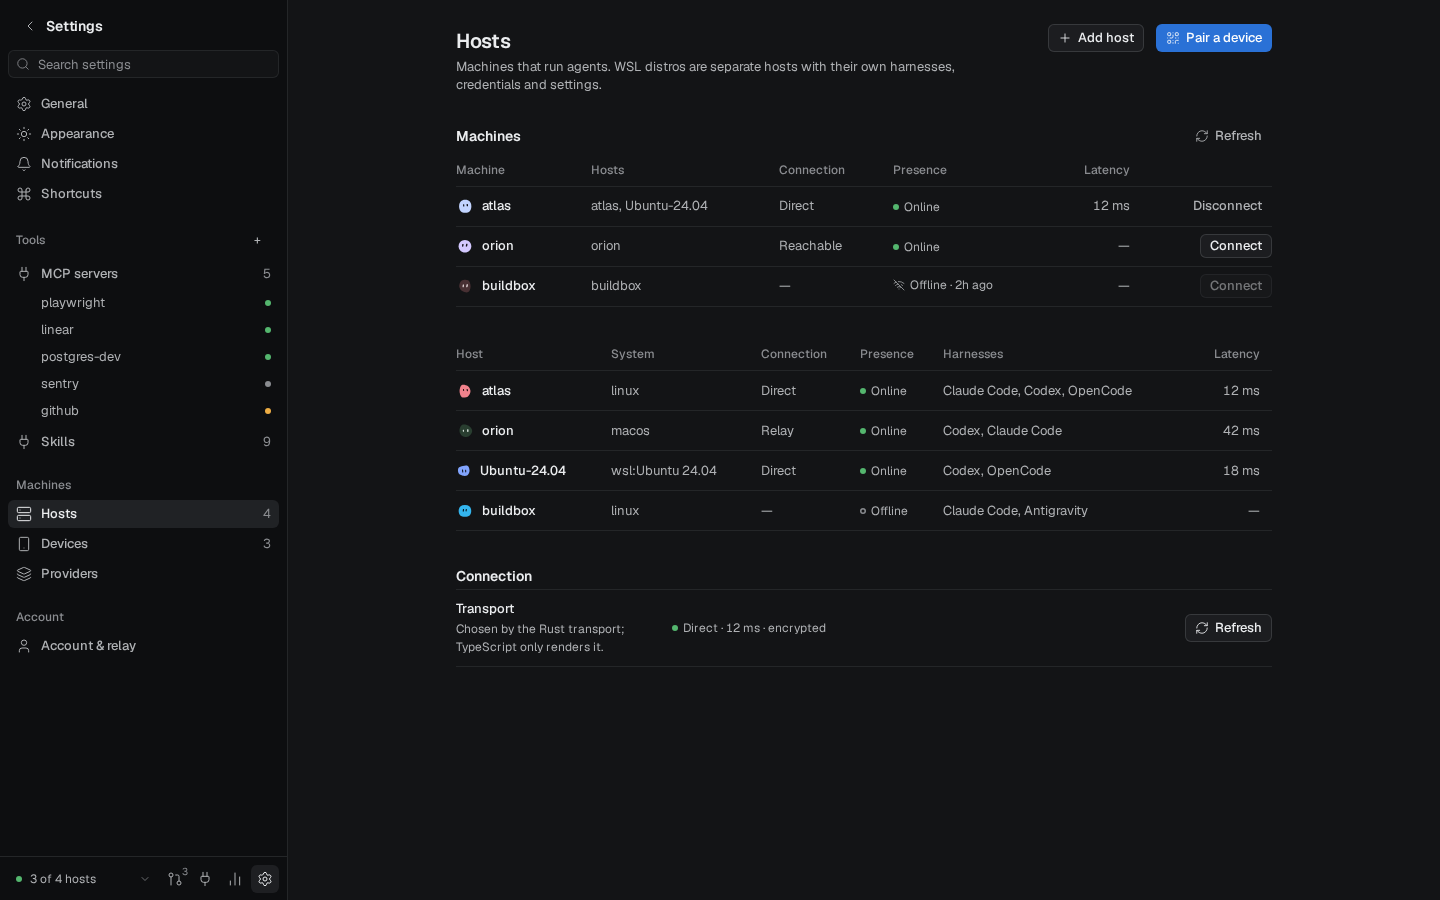 Settings
Search settings
General
Appearance
Notifications
Shortcuts
Tools +
MCP servers 5
playwright
linear
postgres-dev
sentry
github
Skills 9
Machines
Hosts 4
Devices 3
Providers
Account
Account & relay
3 of 4 hosts 3
Hosts
Add host
Pair a device
Machines that run agents. WSL distros are separate hosts with their own harnesses,
credentials and settings.
Machines Refresh
Machine Hosts Connection Presence Latency
atlas atlas, Ubuntu-24.04 Direct Online 12 ms Disconnect
orion orion Reachable Online — Connect
buildbox buildbox — Offline · 2h ago — Connect
Host System Connection Presence Harnesses Latency
atlas linux Direct Online Claude Code, Codex, OpenCode 12 ms
orion macos Relay Online Codex, Claude Code 42 ms
Ubuntu-24.04 wsl:Ubuntu 24.04 Direct Online Codex, OpenCode 18 ms
buildbox linux — Offline Claude Code, Antigravity —
Connection
Transport
Chosen by the Rust transport;
TypeScript only renders it.
Direct · 12 ms · encrypted
Refresh